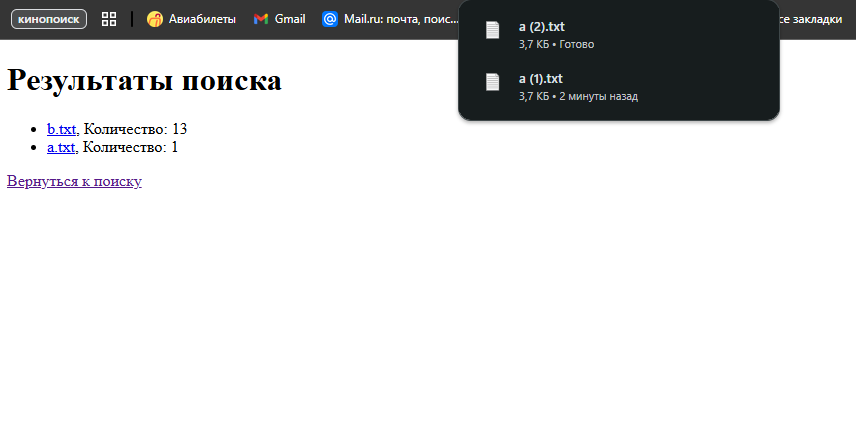 кинопоиск Авиабилеты Gmail Mail.ru: почта, поис... се закладки
a (2).txt
3,7 КБ • Готово
a (1).txt
3,7 КБ • 2 минуты назад
Результаты поиска
b.txt, Количество: 13
a.txt, Количество: 1
Вернуться к поиску